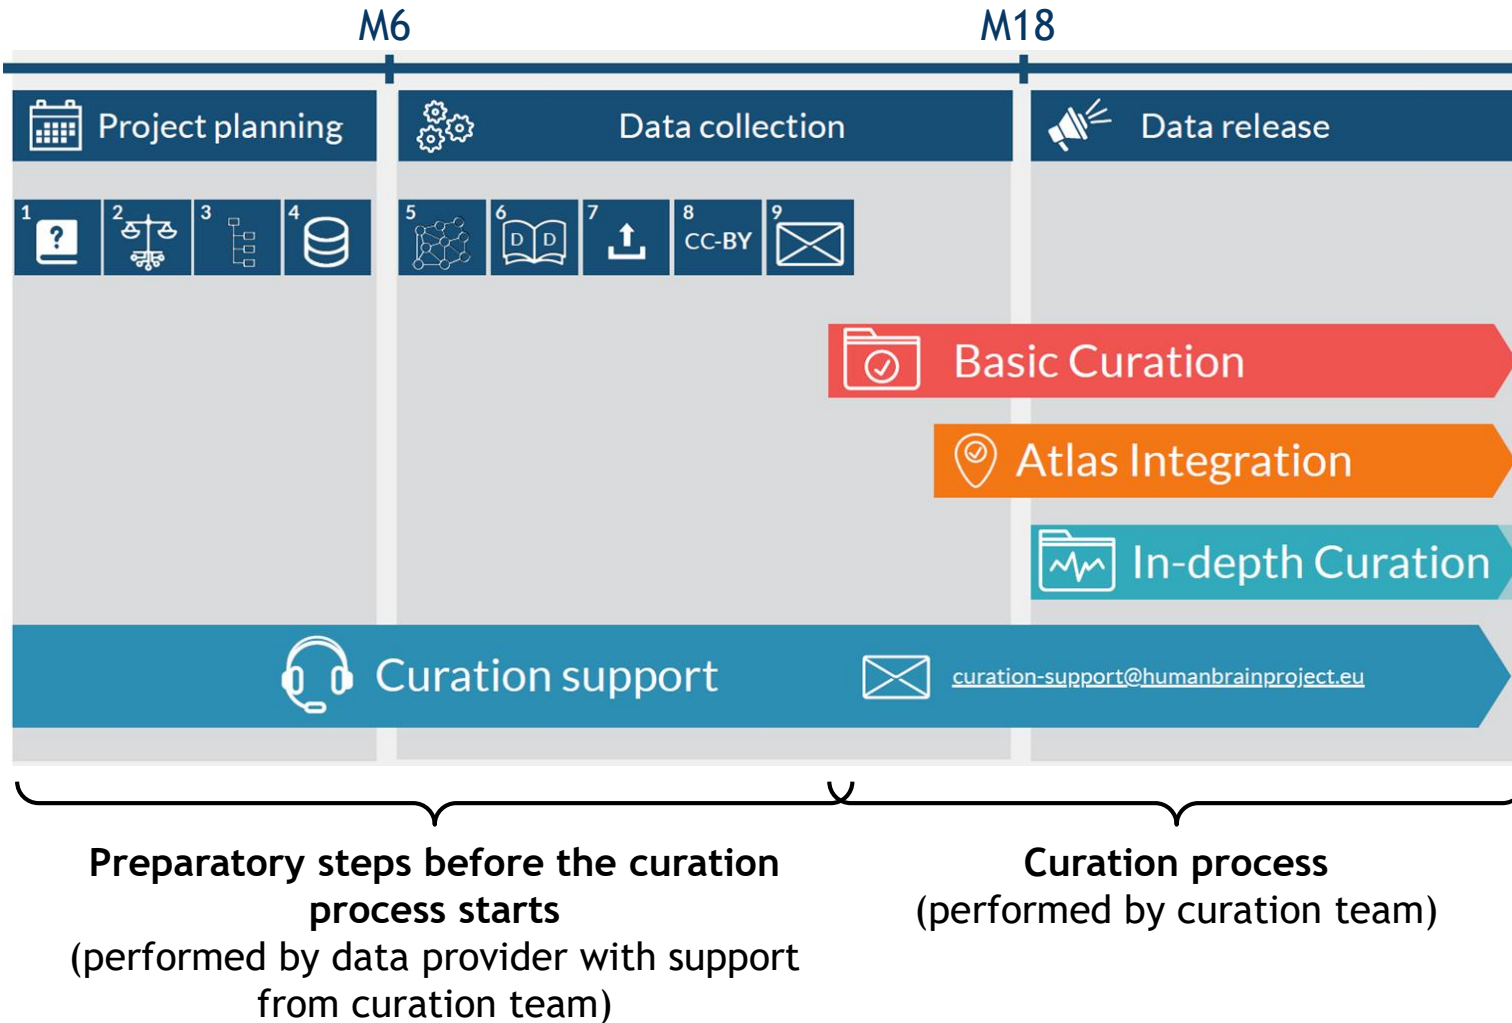 M6
M18
Project planning
Data collection
Data release
1
?
2
3
4
5
6
D D
7
8
CC-BY
9
Basic Curation
Atlas Integration
In-depth Curation
Curation support
curation-support@humanbrainproject.eu
Preparatory steps before the curation
process starts
(performed by data provider with support
from curation team)
Curation process
(performed by curation team)